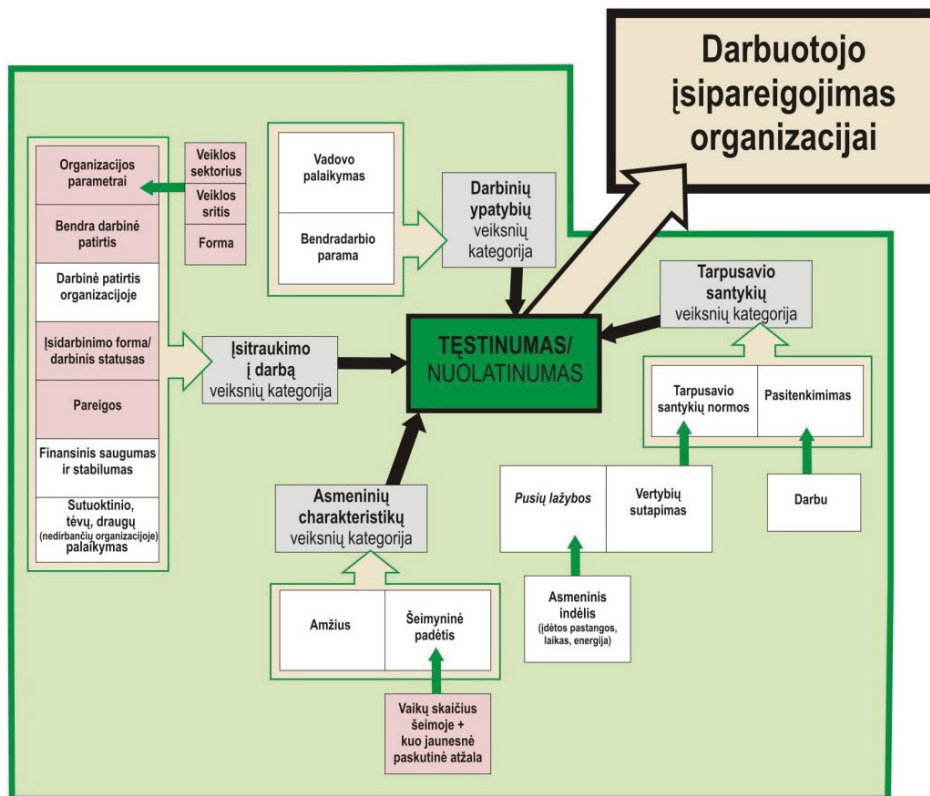 Darbuotojo
įsipareigojimas
organizacijai
Organizacijos
parametrai
Bendra darbinė
patirtis
Darbinė patirtis
organizacijoje
Įsidarbinimo forma/
darbinis statusas
Pareigos
Finansinis saugumas
ir stabilumas
Sutuoktinio,
tėvų, draugų
(nedirbančių organizacijoje)
palaikymas
Veiklos
sektorius
Veiklos
sritis
Forma
Vadovo
palaikymas
Bendradarbio
parama
Darbinių
ypatybių
veiksnių
kategorija
Tarpusavio
santykių
veiksnių kategorija
Įsitraukimo
į darbą
veiksnių kategorija
TĘSTINUMAS/
NUOLATINUMAS
Tarpusavio
santykių normos
Pasitenkimimas
Asmeninių
charakteristikų
veiksnių kategorija
Pusių lažybos
Vertybių
sutapimas
Darbu
Amžius
Šeimyninė
padėtis
Asmeninis
indėlis
(įdėtos pastangos,
laikas, energija)
Vaikų skaičius
šeimoje +
kuo jaunesnė
paskutinė atžala